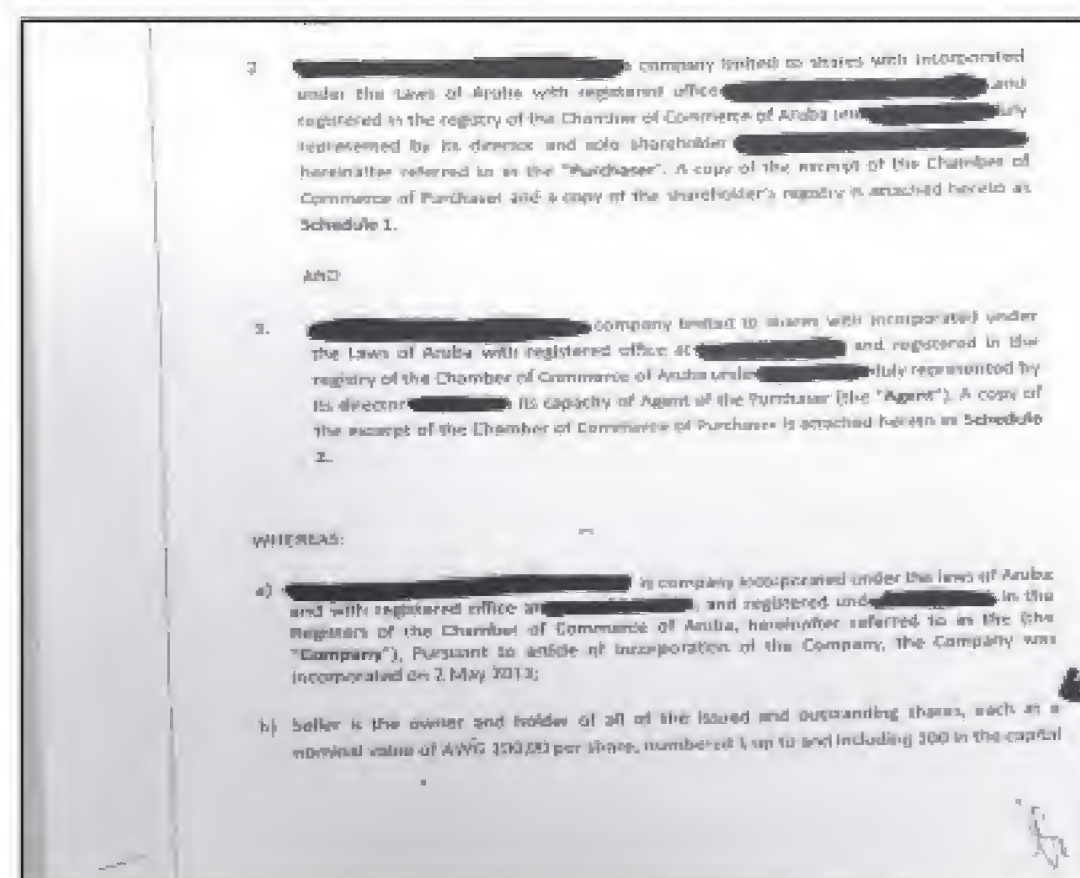 2
company limited to shares with incorporated
under the Laws of Aruba with registered office and
registered in the registry of the Chamber of Commerce of Aruba duly
represented by its director and sole shareholder
hereinafter referred to as the "Purchaser". A copy of the excerpt of the Chamber of
Commerce of Purchaser and a copy of the shareholder's registry is attached herein as
Schedule 1.
AND
3. company limited to shares with incorporated under
the Laws of Aruba with registered office at and registered in the
registry of the Chamber of Commerce of Aruba under duly represented by
its director its capacity of Agent of the Purchaser (the "Agent"). A copy of
the excerpt of the Chamber of Commerce of Purchaser is attached herein as Schedule
2.
WHEREAS:
a) is company incorporated under the laws of Aruba
and with registered office at , and registered under in the
Registers of the Chamber of Commerce of Aruba, hereinafter referred to as the (the
"Company"), Pursuant to article of incorporation of the Company, the Company was
incorporated on 2 May 2013;
b) Seller is the owner and holder of all of the issued and outstanding shares, each at a
nominal value of AWG 100,00 per share, numbered 1 up to and including 100 in the capital